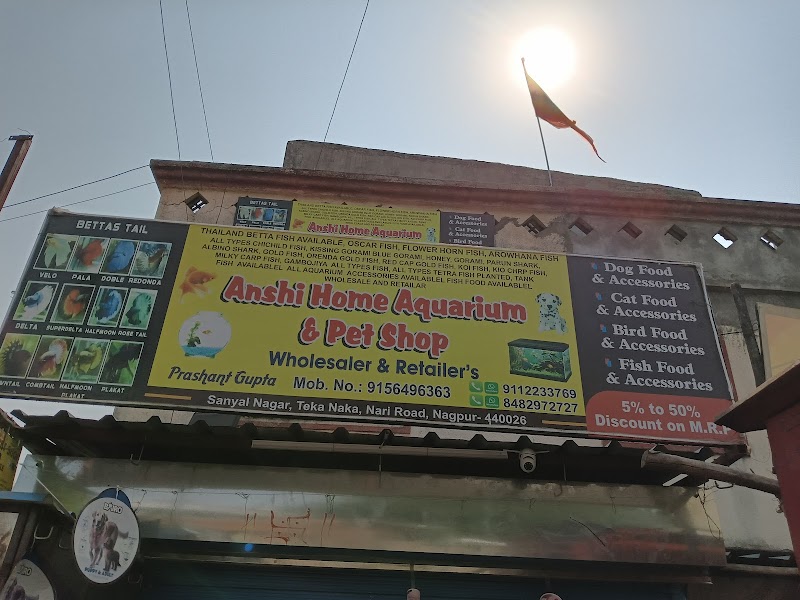 BETTAS TAIL
Anshi Home Aquarium
Dog Food
& Accessories
Cat Food
& Accessories
Bird Food
BETTAS TAIL
VELO PALA DOBLE REDONDA
DELTA SUPERDELTA HALFMOON ROSE TAIL
COMBTAIL HALFMOON PLAKAT
PLAKAT
THAILAND BETTA FISH AVAILABLE, OSCAR FISH, FLOWER HORN FISH, AROWHANA FISH
ALL TYPES CHICHILD FISH, KISSING GORAMI BLUE GORAMI, HONEY, GORAMI, PARUN SHARK,
ALBINO SHARK, GOLD FISH, ORENDA GOLD FISH, RED CAP GOLD FISH, KOI FISH, KIO CHRP FISH,
MILKY CARP FISH, GAMBOJIYA ALL TYPES FISH, ALL TYPES TETRA FISH PLANTED, TANK
FISH AVAILABLEL ALL AQUARIUM ACCESSONIES AVAILABLEL FISH FOOD AVAILABLEL
WHOLESALE AND RETAILAR
Anshi Home Aquarium
& Pet Shop
Wholesaler & Retailer's
Prashant Gupta
Mob. No.: 9156496363
9112233769
8482972727
Sanyal Nagar, Teka Naka, Nari Road, Nagpur- 440026
Dog Food
& Accessories
Cat Food
& Accessories
Bird Food
& Accessories
Fish Food
& Accessories
5% to 50%
Discount on M.R.P